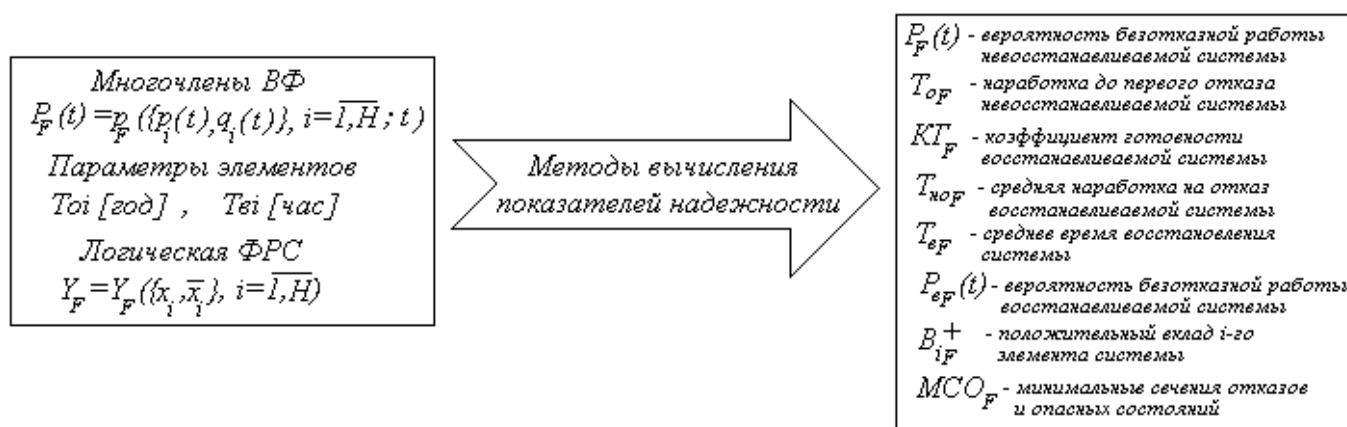 Многочлены ВФ
P_F(t)=p_F({p_i(t),q_i(t)}, i=1,H; t)
Параметры элементов
Toi [год] , Твi [час]
Логическая ФРС
Y_F=Y_F({x_i,x̅_i}, i=1,H)
Методы вычисления
показателей надежности
P_F(t) - вероятность безотказной работы
невосстанавливаемой системы
T_oF - наработка до первого отказа
невосстанавливаемой системы
КГ_F - коэффициент готовности
восстанавливаемой системы
T_ноF - средняя наработка на отказ
восстанавливаемой системы
T_вF - среднее время восстановления
системы
P_вF(t) - вероятность безотказной работы
восстанавливаемой системы
B_iF^+ - положительный вклад i-го
элемента системы
МСО_F - минимальные сечения отказов
и опасных состояний